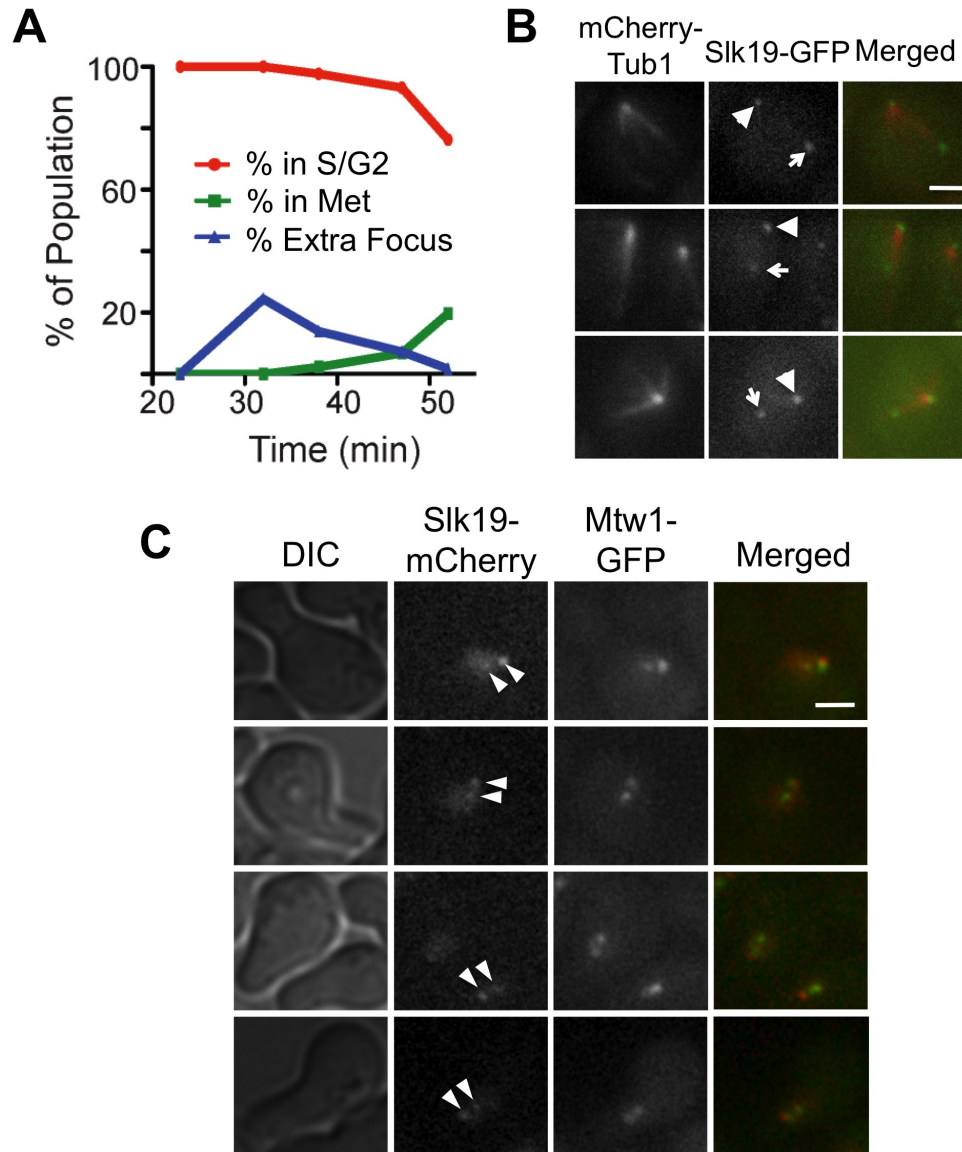 A
% of Population
100
60
20
% in S/G2
% in Met
% Extra Focus
20
30
40
50
Time (min)
B
mCherry-
Tub1
Slk19-GFP
Merged
C
DIC
Slk19-
mCherry
Mtw1-
GFP
Merged